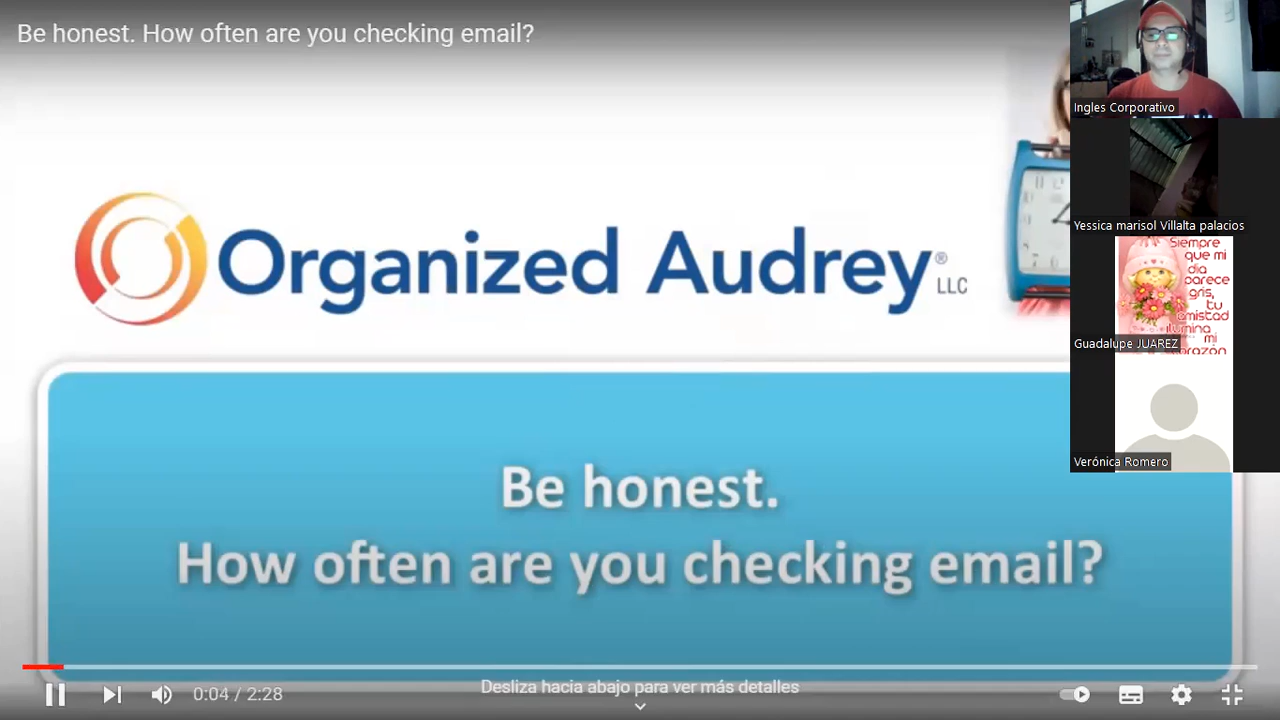 Be honest. How often are you checking email?
Organized Audrey® LLC
Be honest.
How often are you checking email?
0:04 / 2:28
Desliza hacia abajo para ver más detalles
Ingles Corporativo
Yessica marisol Villalta palacios
Siempre
que mi
dia
parece
gris,
tu
amistad
ilumina
mi
corazón
Guadalupe JUAREZ
Verónica Romero